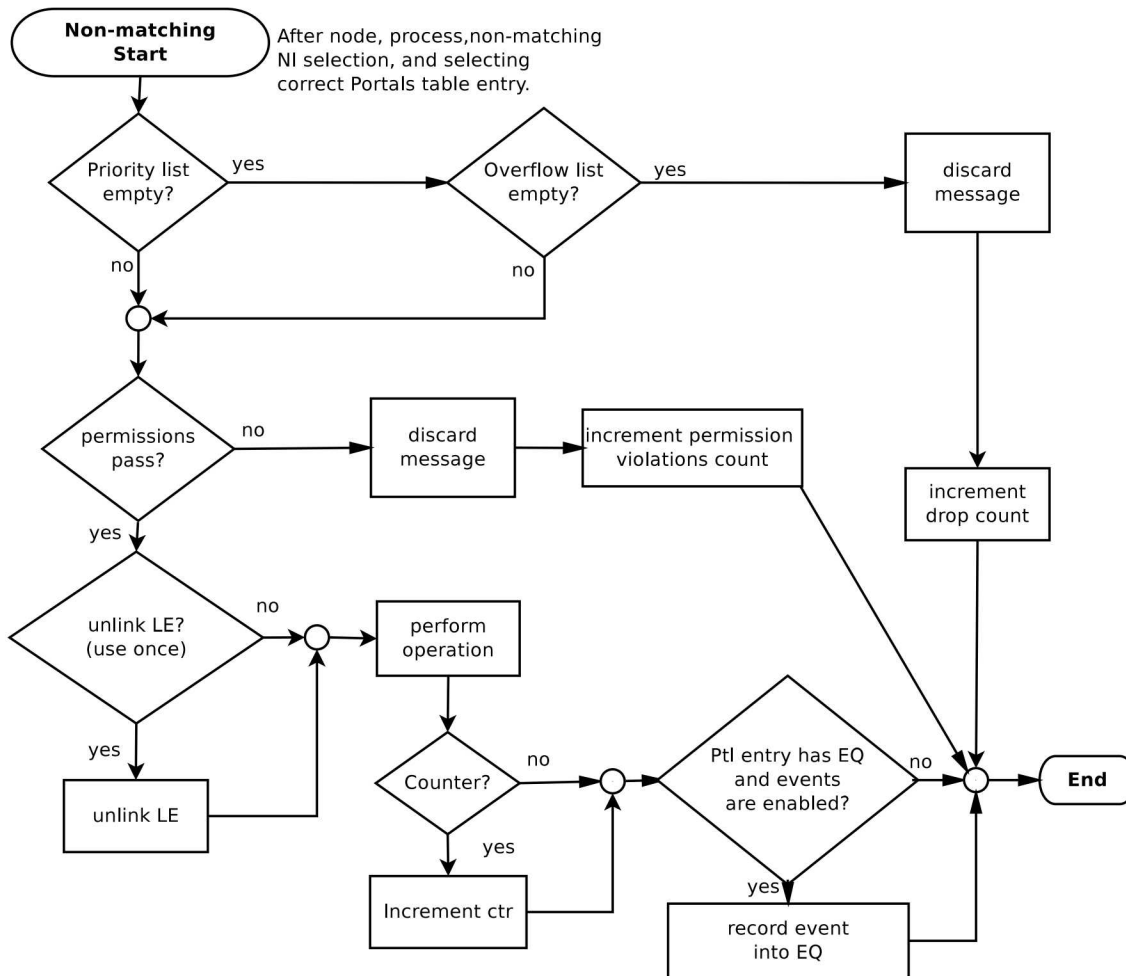 Non-matching
Start
After node, process,non-matching
NI selection, and selecting
correct Portals table entry.
Priority list
empty?
yes
Overflow list
empty?
yes
discard
message
no
no
permissions
pass?
no
discard
message
increment permission
violations count
increment
drop count
yes
unlink LE?
(use once)
no
perform
operation
yes
unlink LE
Counter?
no
Ptl entry has EQ
and events
are enabled?
no
End
yes
Increment ctr
yes
record event
into EQ